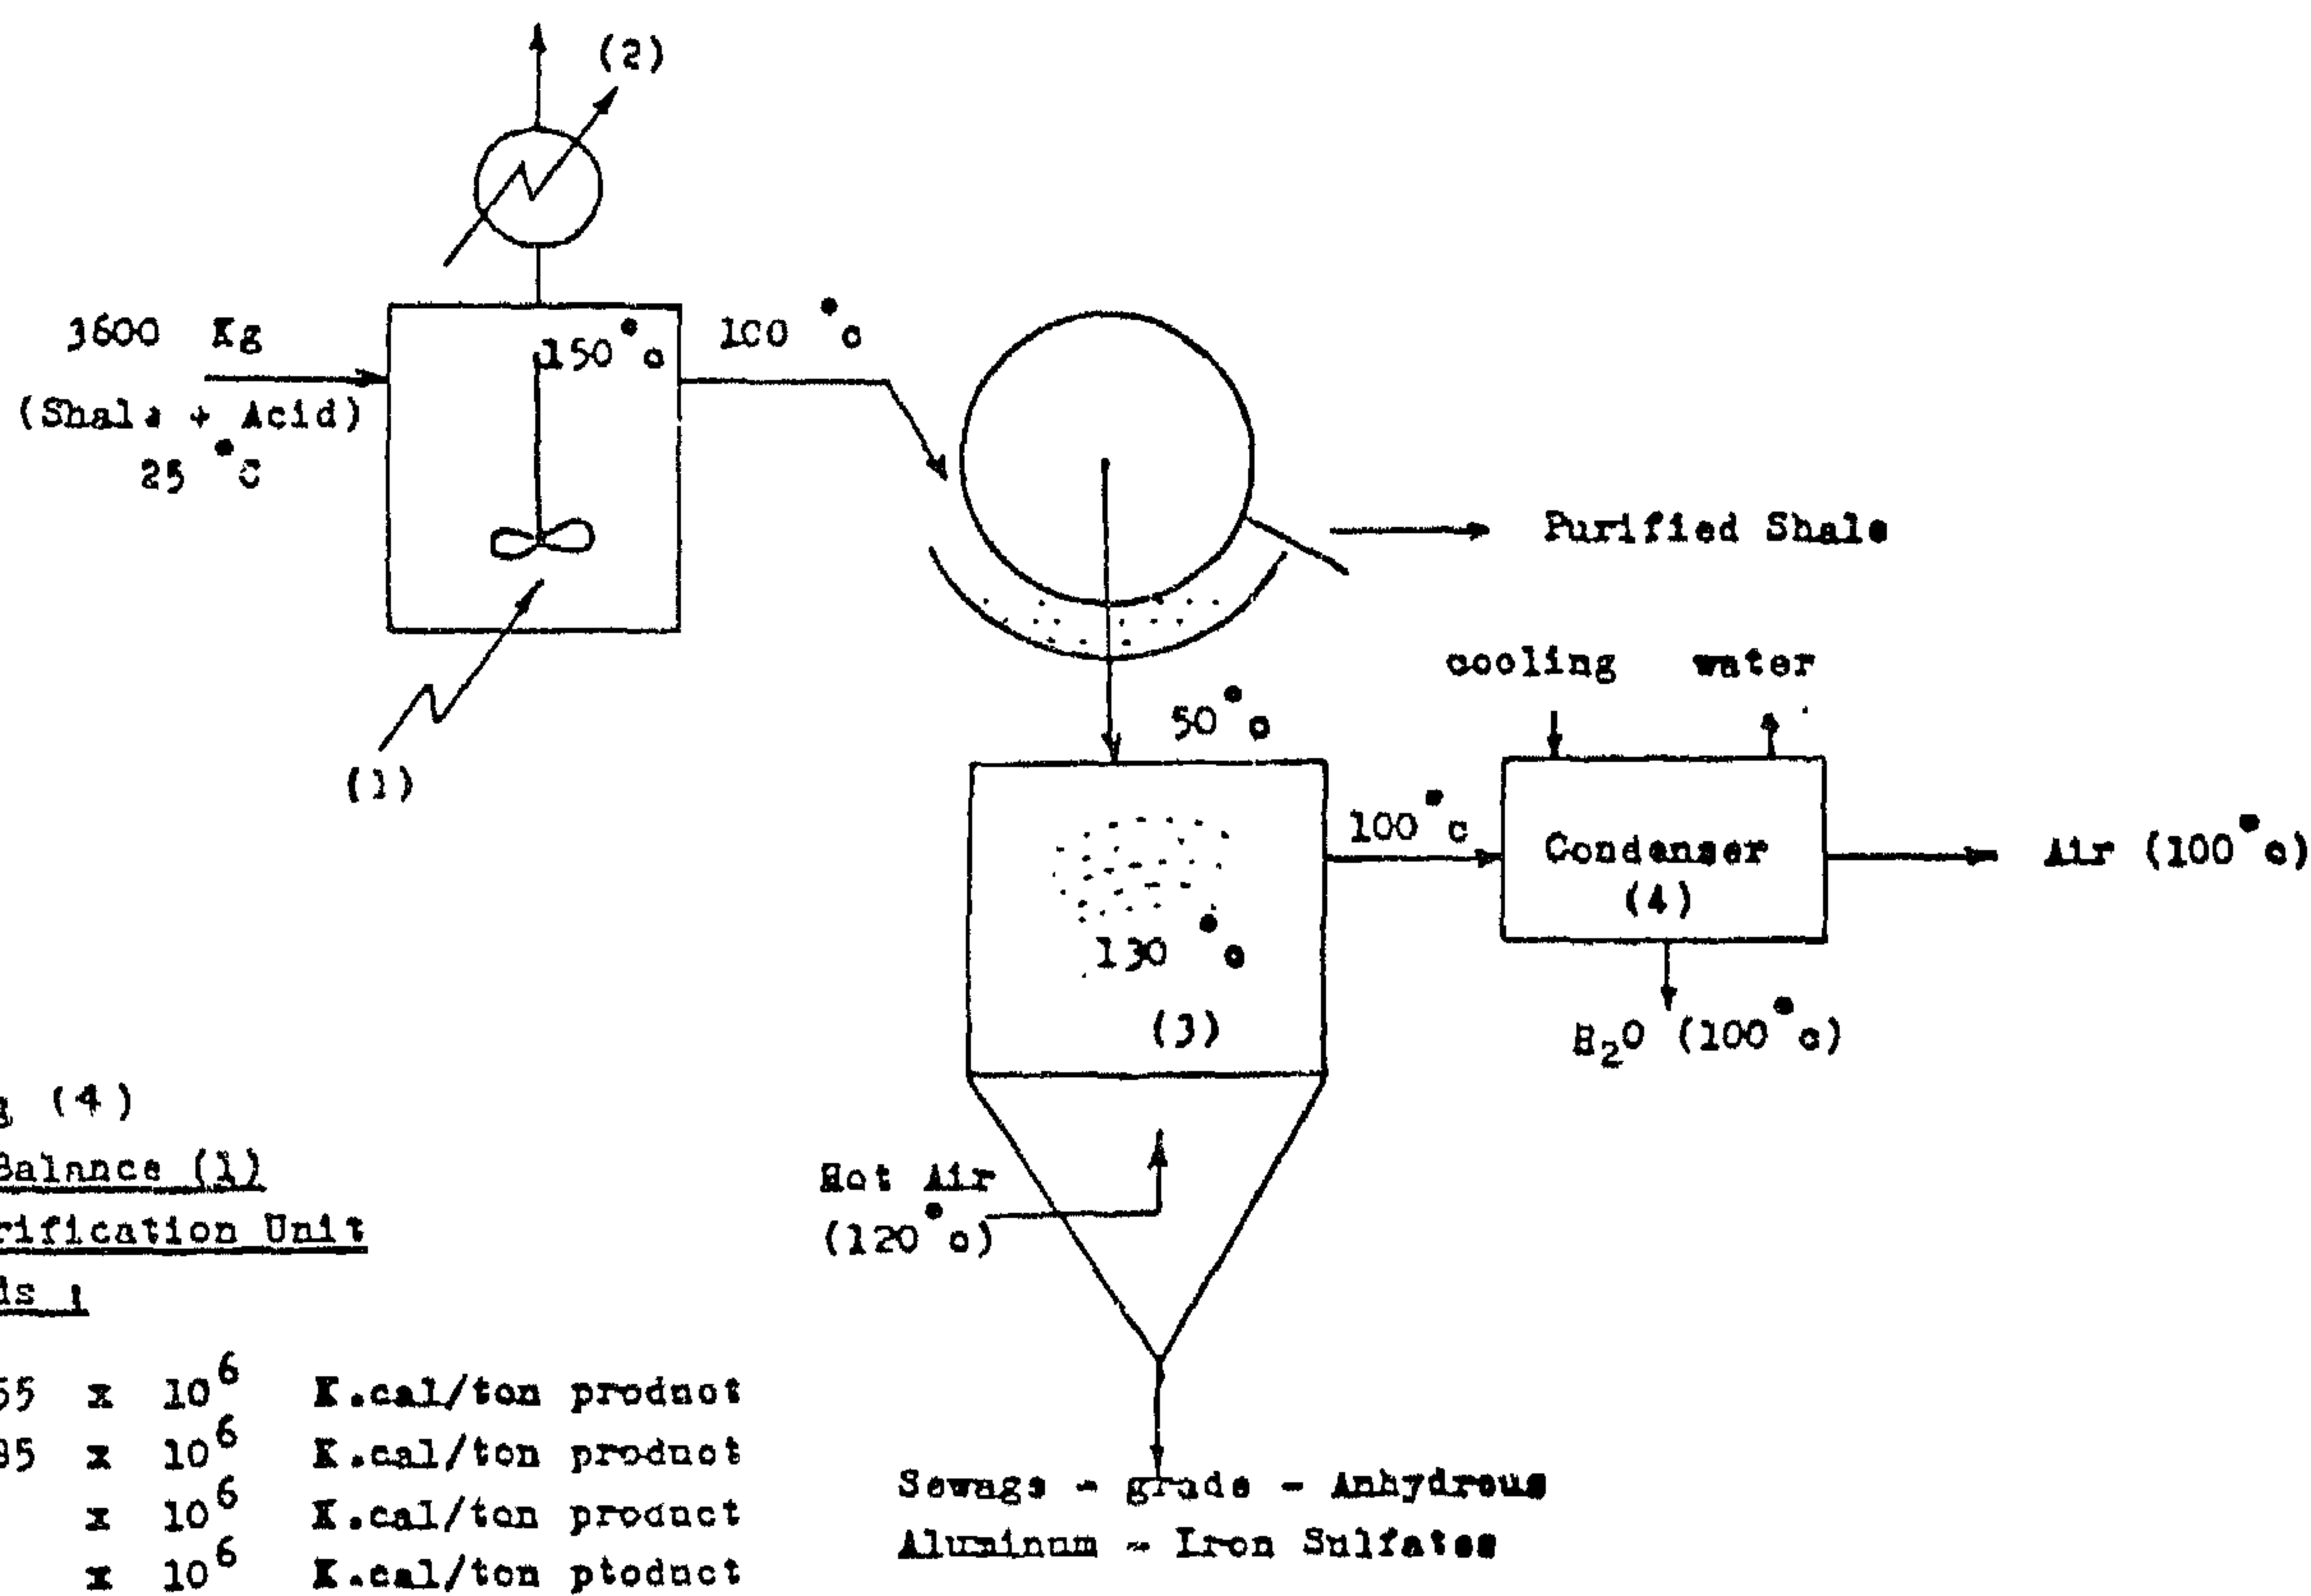 (2)
3600 Kg
(Shale + Acid)
25 °C
150 °c
100 °c
(1)
Purified Shale
50 °c
cooling water
130 °c
(3)
100 °c
Condenser
(4)
Air (100 °c)
H2O (100 °c)
Hot Air
(120 °c)
Sewage - grade - Anhydrous
Aluminum - Iron Sulfates
(4)
Balance (1)
rification Unit
ds :
55 x 10^6 K.cal/ton product
85 x 10^6 K.cal/ton product
x 10^6 K.cal/ton product
x 10^6 K.cal/ton ptoduct